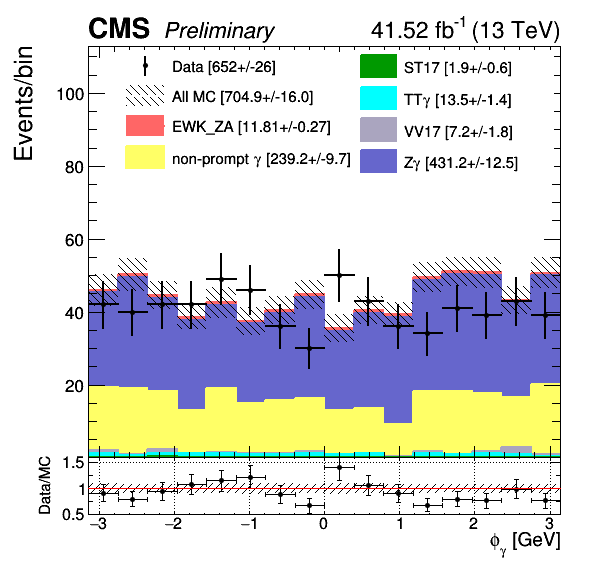 CMS Preliminary 41.52 fb⁻¹ (13 TeV)
Events/bin
Data [652+/-26]
All MC [704.9+/-16.0]
EWK_ZA [11.81+/-0.27]
non-prompt γ [239.2+/-9.7]
ST17 [1.9+/-0.6]
TTγ [13.5+/-1.4]
VV17 [7.2+/-1.8]
Zγ [431.2+/-12.5]
100
80
60
40
20
Data/MC
1.5
1
0.5
−3 −2 −1 0 1 2 3
ϕγ [GeV]